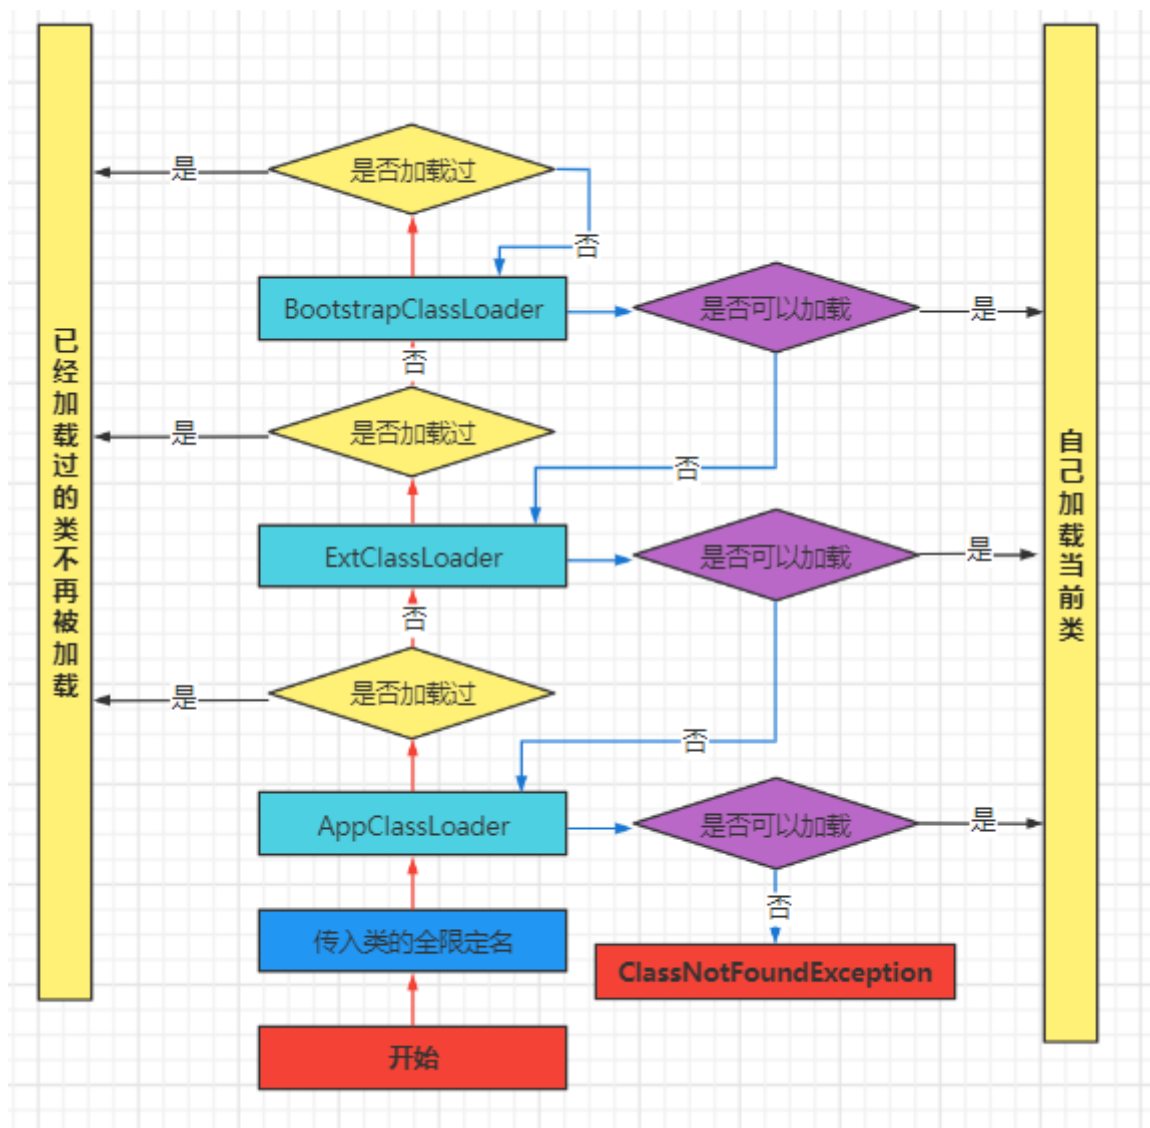 是否加载过
是
否
BootstrapClassLoader
是否可以加载
是
否
是否加载过
是
否
ExtClassLoader
是否可以加载
是
否
是否加载过
是
否
AppClassLoader
是否可以加载
是
否
传入类的全限定名
ClassNotFoundException
开始
已经加载过的类不再被加载
自己加载当前类